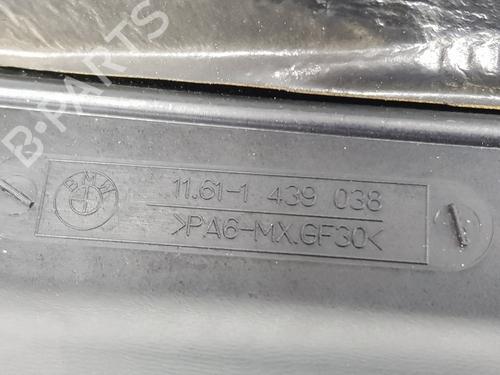 B-PARTS
BMW
11.61-1 439 038
>PA6-MX.GF30<